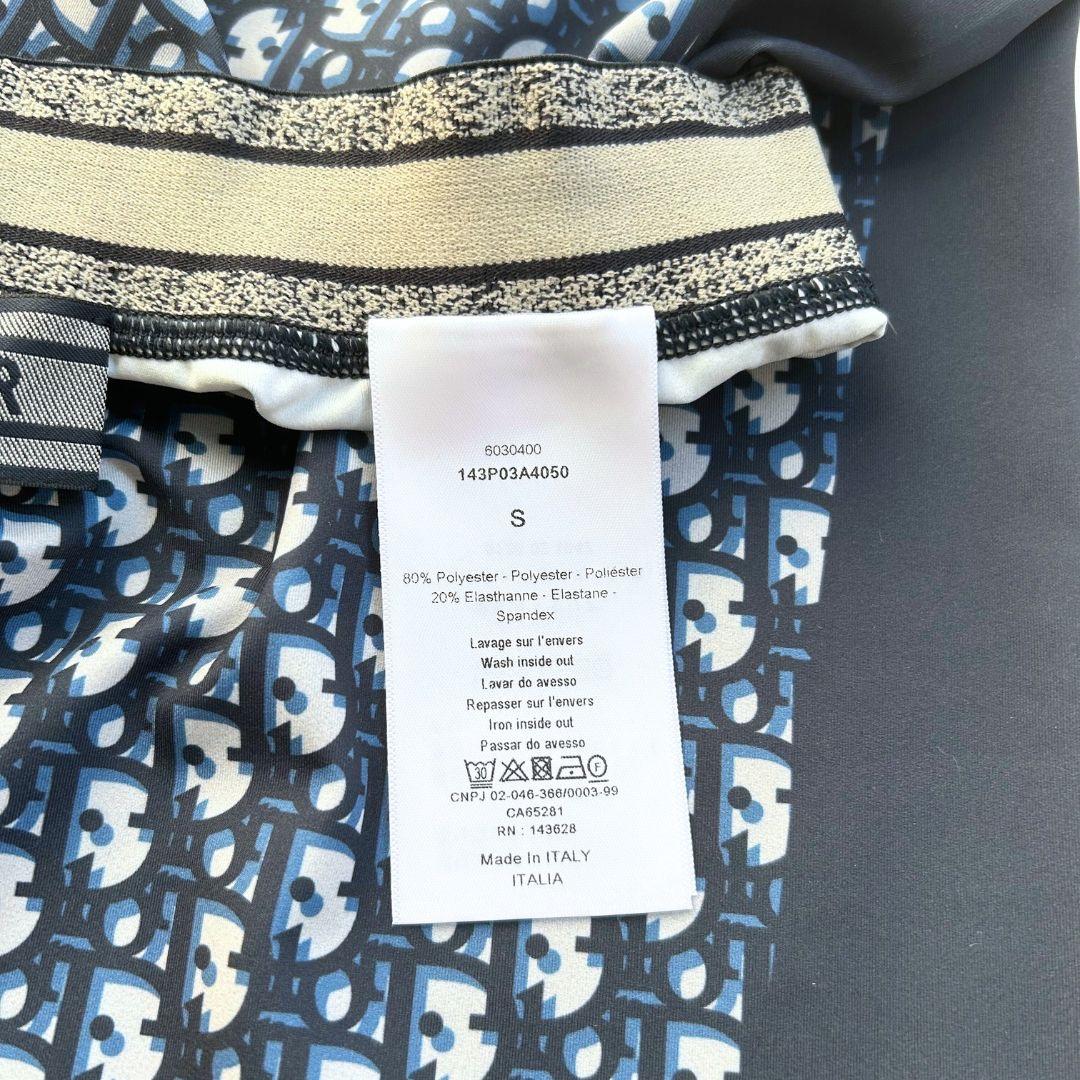 6030400
143P03A4050
S
80% Polyester - Polyester - Poliéster
20% Elasthanne - Elastane -
Spandex
Lavage sur l'envers
Wash inside out
Lavar do avesso
Repasser sur l'envers
Iron inside out
Passar do avesso
30 F
CNPJ 02-046-366/0003-99
CA65281
RN : 143628
Made In ITALY
ITALIA
R